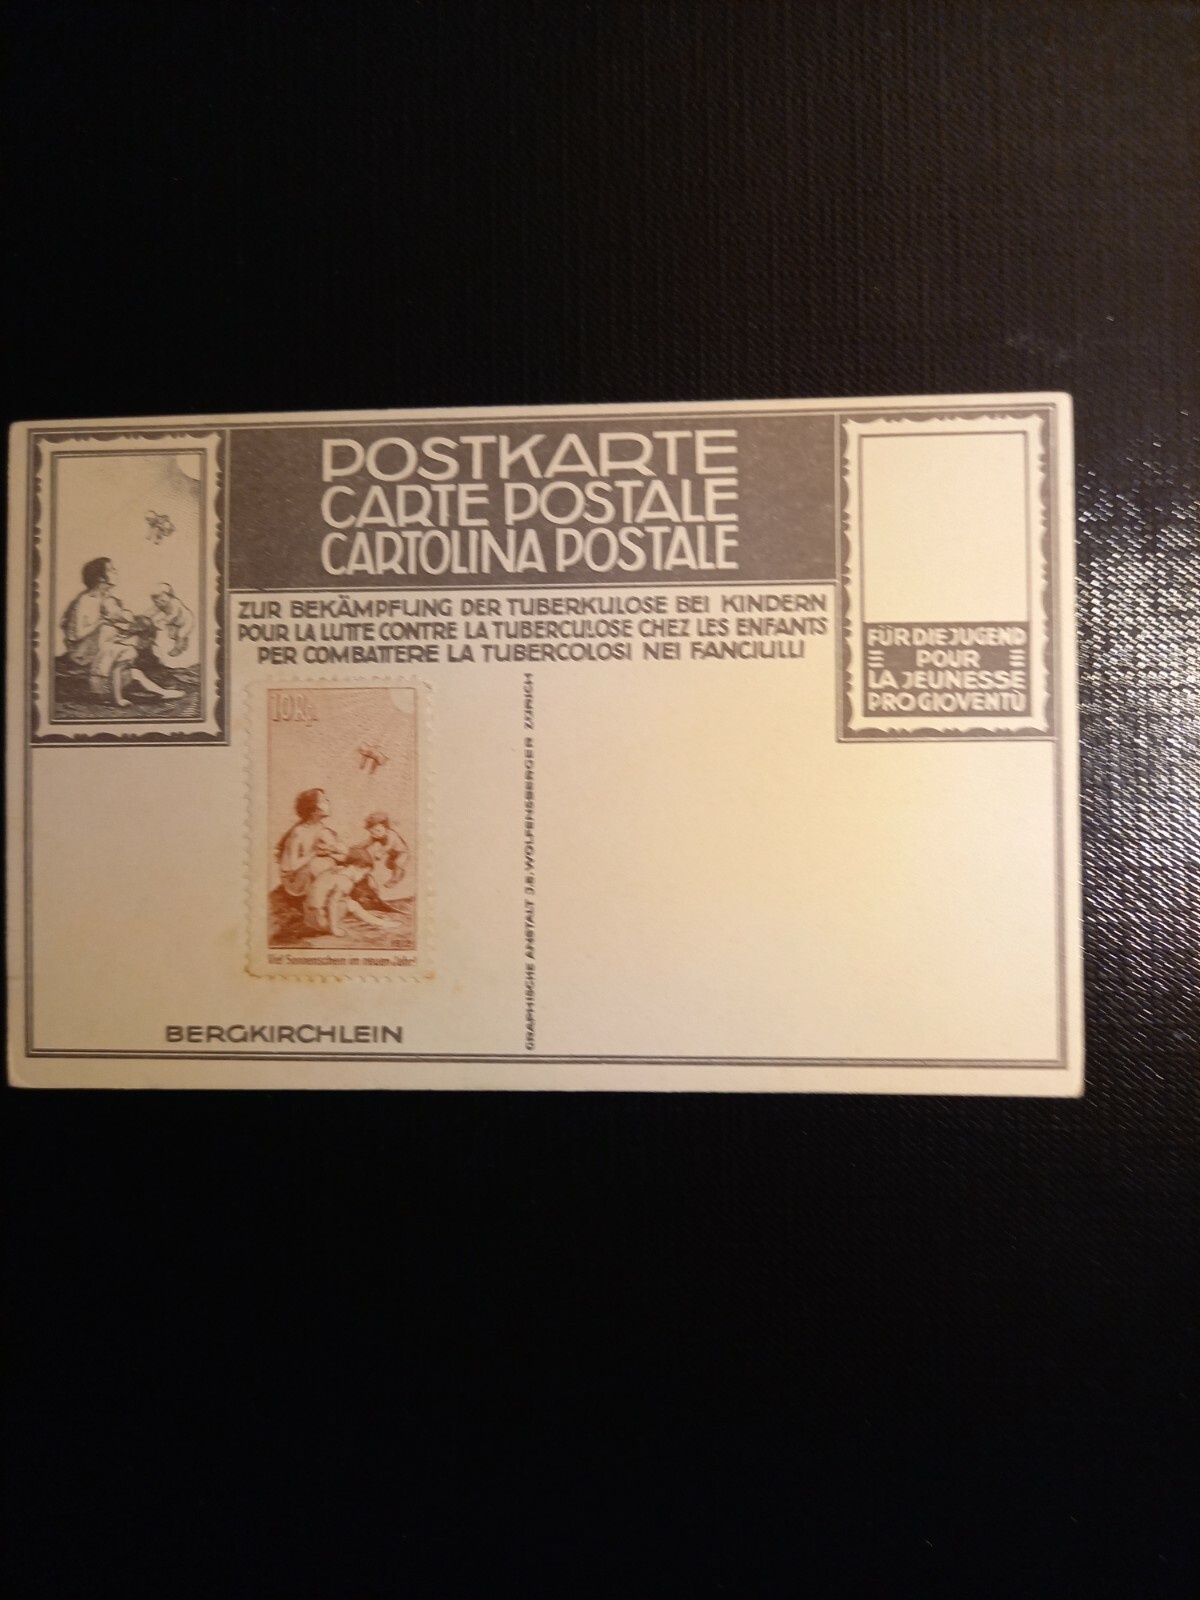 POSTKARTE
CARTE POSTALE
CARTOLINA POSTALE
ZUR BEKÄMPFUNG DER TUBERKULOSE BEI KINDERN
POUR LA LUTTE CONTRE LA TUBERCULOSE CHEZ LES ENFANTS
PER COMBATTERE LA TUBERCOLOSI NEI FANCIULLI
FÜR DIE JUGEND
POUR
LA JEUNESSE
PRO GIOVENTÙ
10Rp
Viel Sonnenschein im neuen Jahr!
GRAPHISCHE ANSTALT J.E. WOLFENSBERGER ZÜRICH
BERGKIRCHLEIN